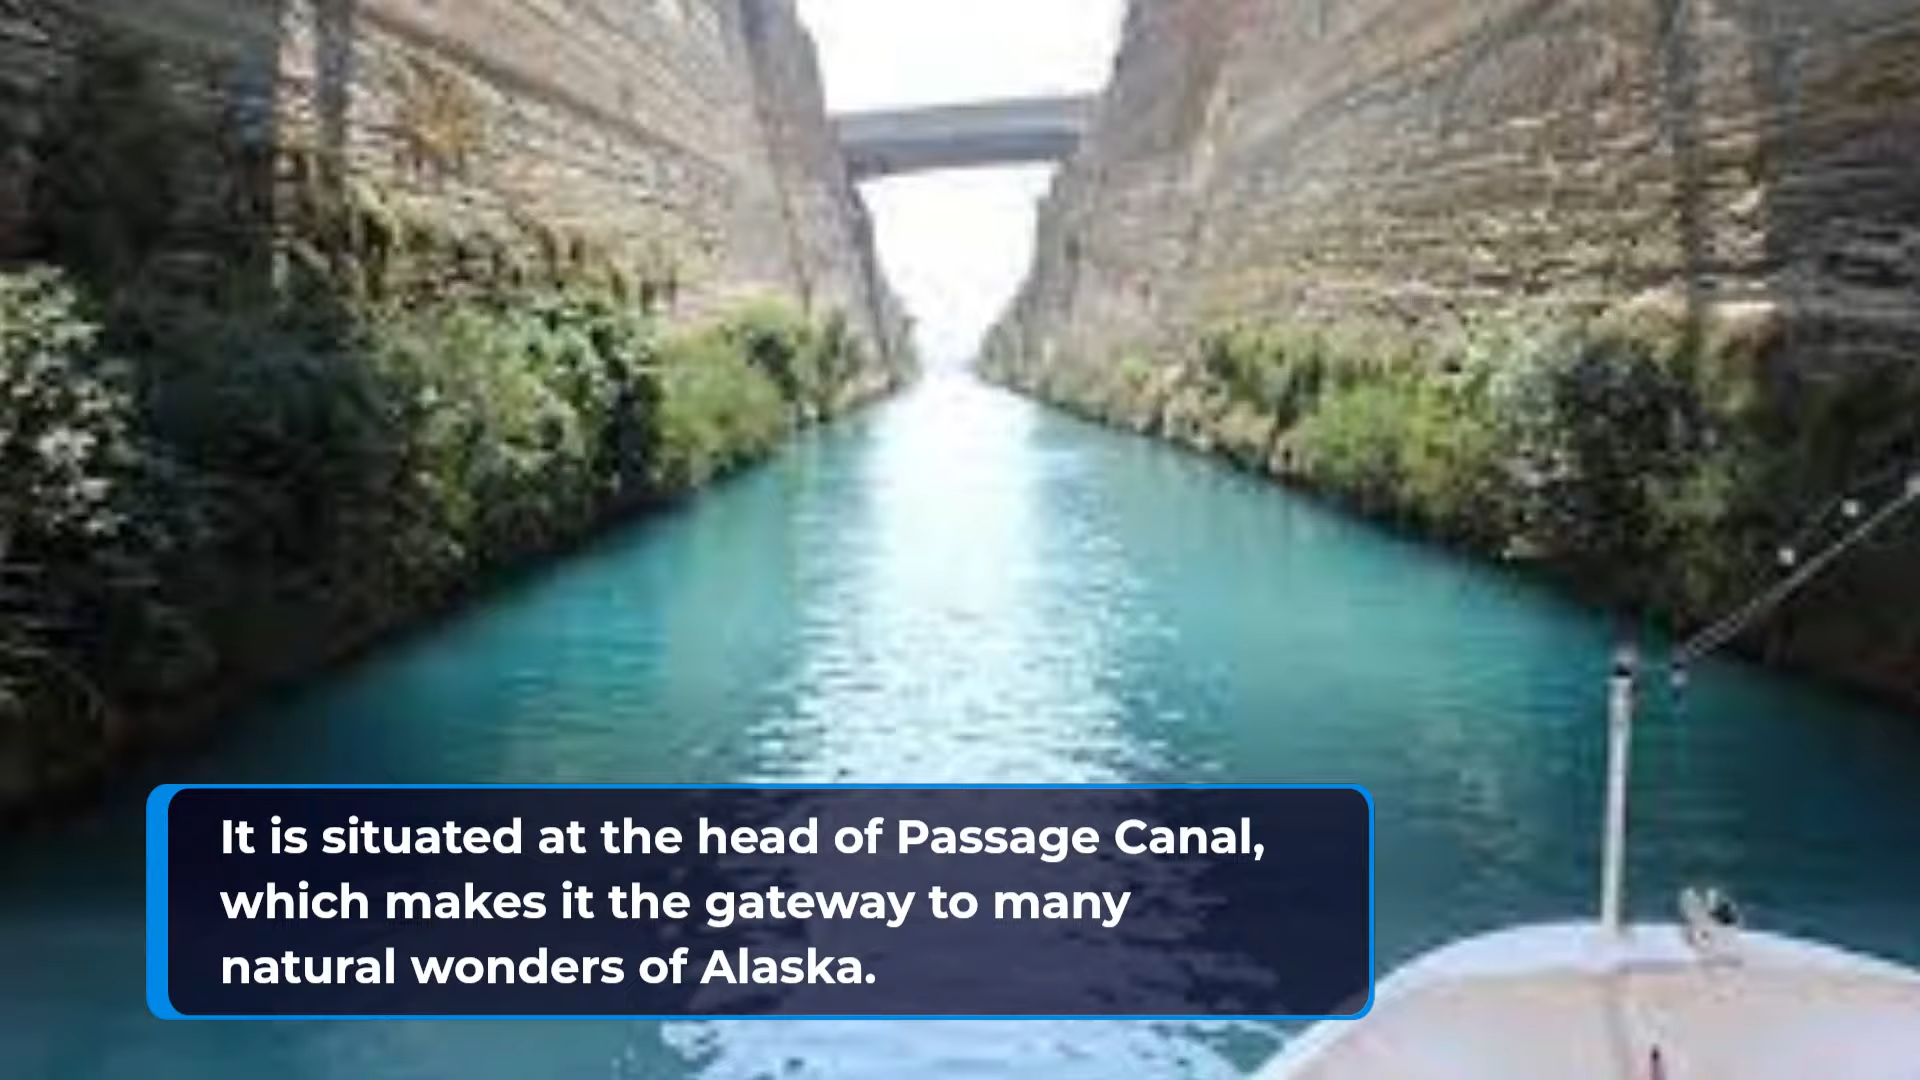 It is situated at the head of Passage Canal,
which makes it the gateway to many
natural wonders of Alaska.